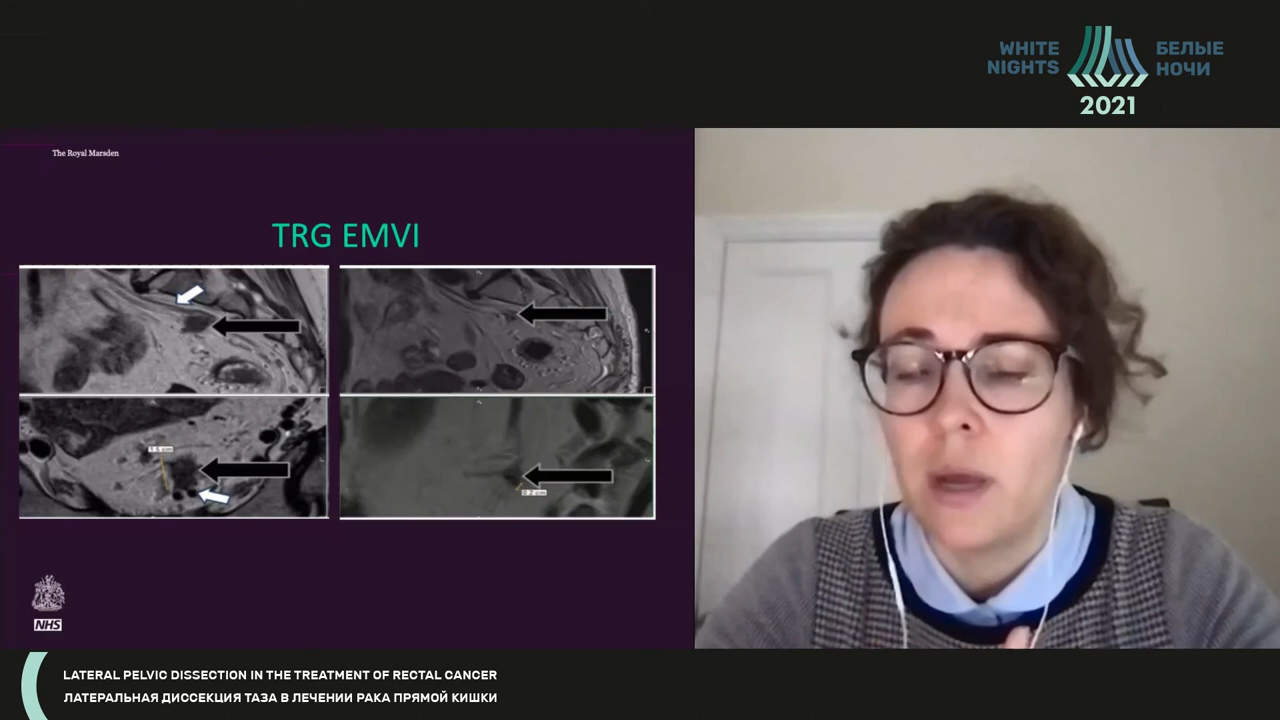 WHITE NIGHTS
БЕЛЫЕ НОЧИ
2021
The Royal Marsden
TRG EMVI
NHS
LATERAL PELVIC DISSECTION IN THE TREATMENT OF RECTAL CANCER
ЛАТЕРАЛЬНАЯ ДИССЕКЦИЯ ТАЗА В ЛЕЧЕНИИ РАКА ПРЯМОЙ КИШКИ